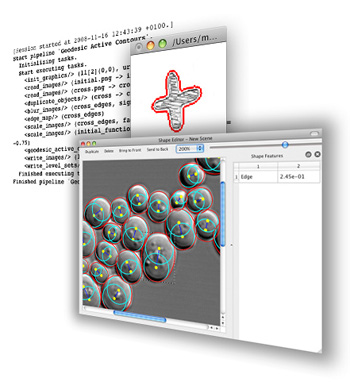 [Session started at 2008-11-16 12:43:39 +0100.]
Start pipeline `Geodesic Active Contours'.
Initializing tasks.
Start executing tasks.
<init_graphics/> (ll[2](0,0), ur
<read_images/> (cross.png -> i
<read_images/> (initial.png ->
<duplicate_objects/> (cross -> c
<blur_images/> (cross_edges, sig
<edge_map/> (cross_edges)
<scale_images/> (cross_edges, fa
<scale_images/> (initial_functio
-0.75;
<geodesic_active_
<write_images/> (l
<write_level_sets/
Finished executing t
Finished pipeline `Geo
/Users/m...
Shape Editor - New Scene
Duplicate Delete Bring to Front Send to Back 200%
Shape Features
1 2
1 Edge 2.45e-01